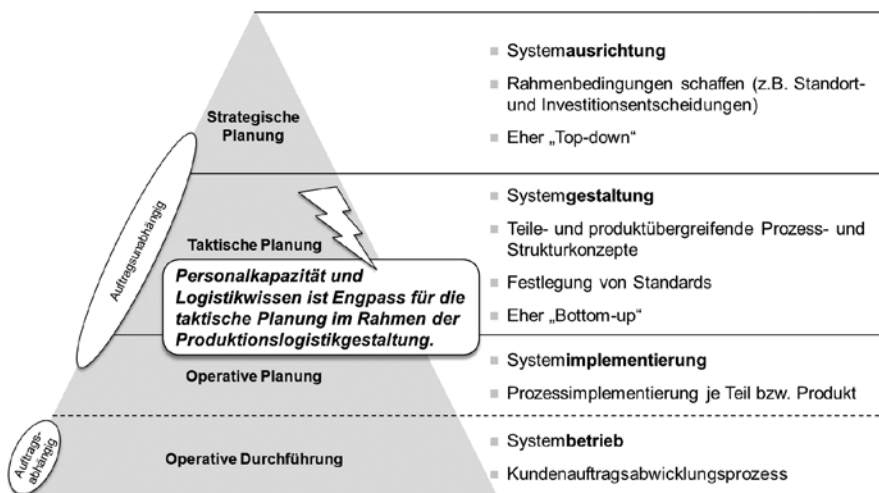 Systemausrichtung
Rahmenbedingungen schaffen (z.B. Standort-
und Investitionsentscheidungen)
Eher „Top-down“
Strategische
Planung
Auftragsunabhängig
Systemgestaltung
Teile- und produktübergreifende Prozess- und
Strukturkonzepte
Festlegung von Standards
Eher „Bottom-up“
Taktische Planung
Personalkapazität und
Logistikwissen ist Engpass für die
taktische Planung im Rahmen der
Produktionslogistikgestaltung.
Systemimplementierung
Prozessimplementierung je Teil bzw. Produkt
Operative Planung
Auftrags-
abhängig
Systembetrieb
Kundenauftragsabwicklungsprozess
Operative Durchführung